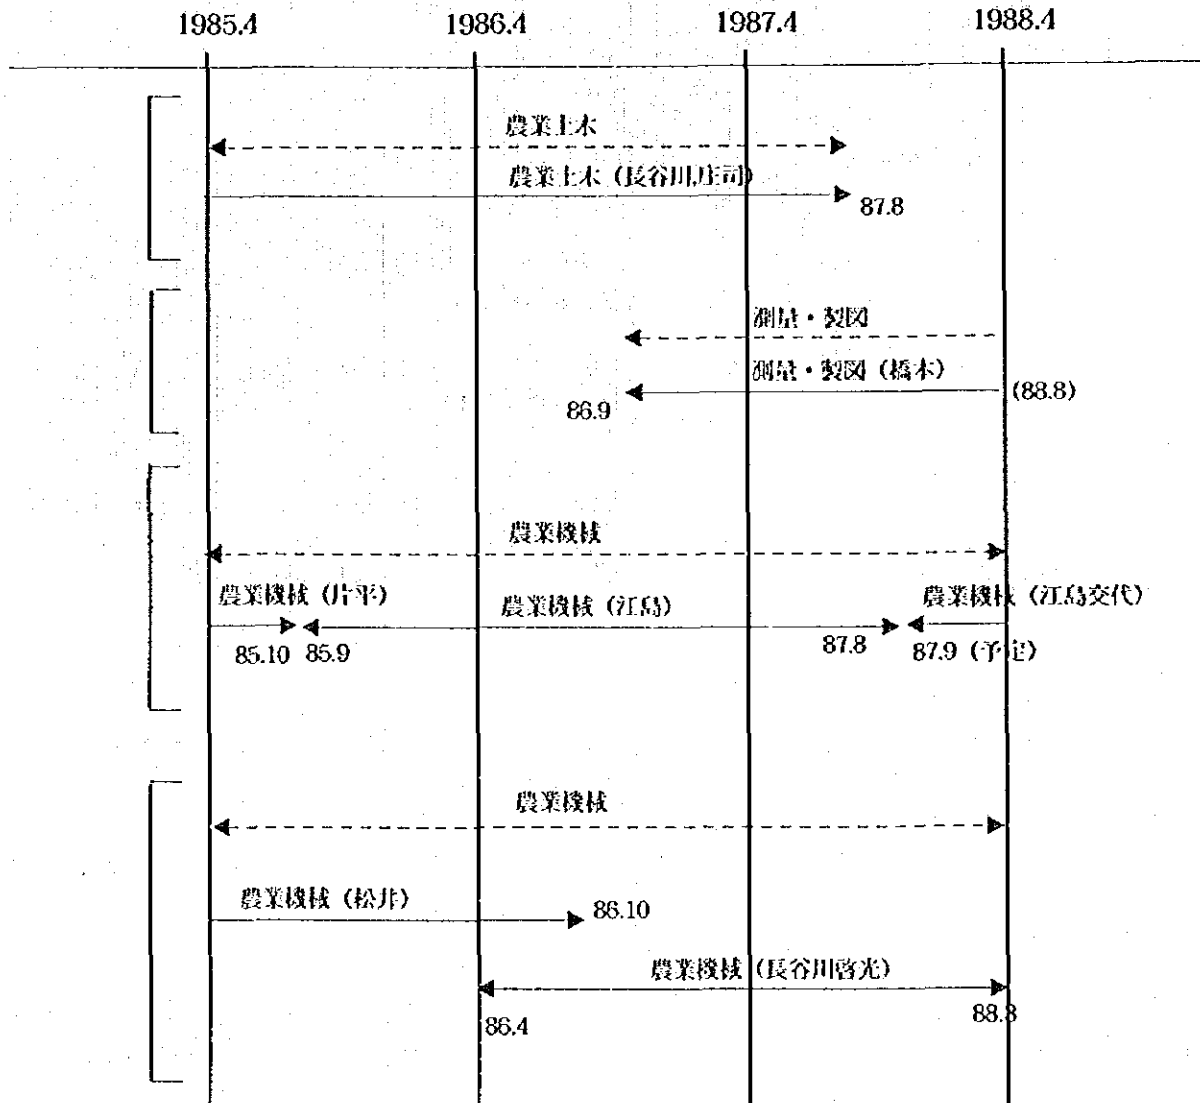 1985.4 1986.4 1987.4 1988.4
農業土木
農業土木（長谷川庄司）
87.8
測量・製図
測量・製図（橋本）
86.9
(88.8)
農業機械
農業機械（片平）
農業機械（江島）
農業機械（江島交代）
85.10 85.9
87.8
87.9（予定）
農業機械
農業機械（松井）
86.10
農業機械（長谷川啓光）
86.4
88.8